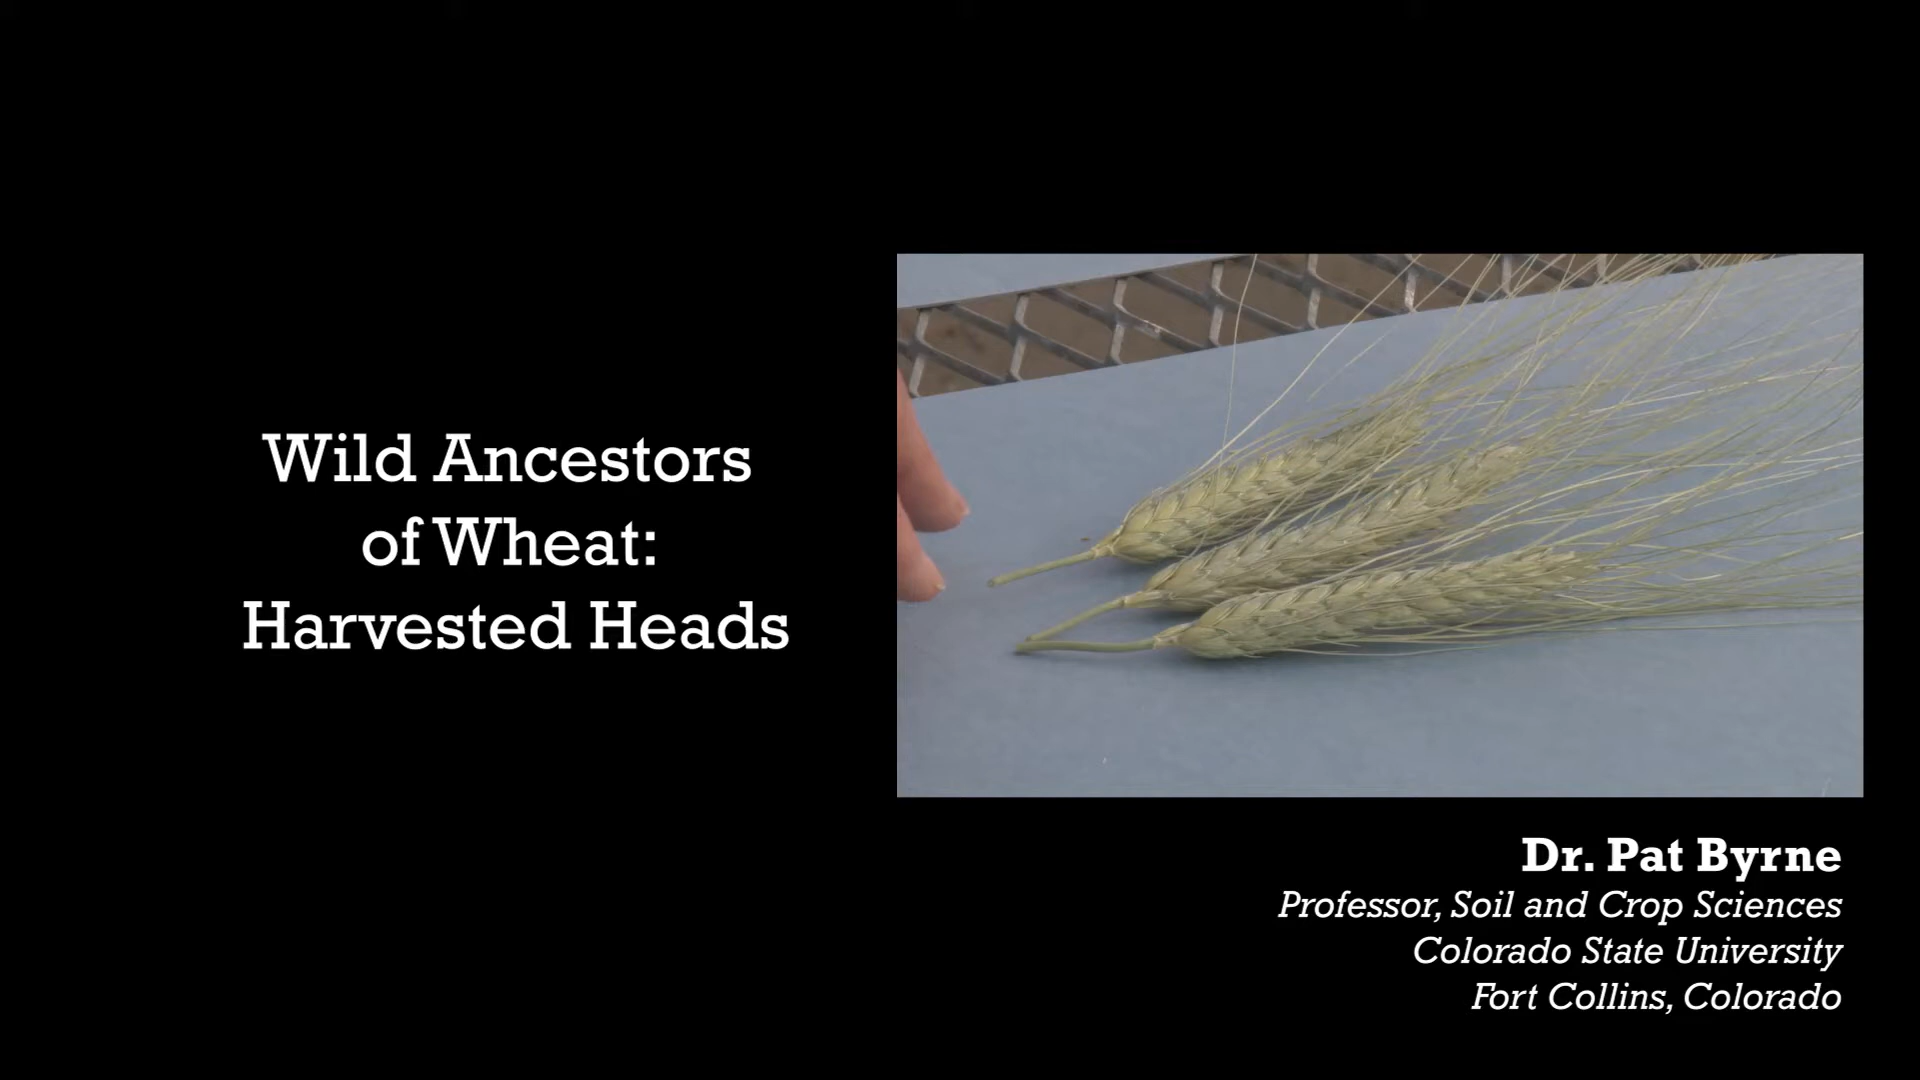 Wild Ancestors
of Wheat:
Harvested Heads
Dr. Pat Byrne
Professor, Soil and Crop Sciences
Colorado State University
Fort Collins, Colorado